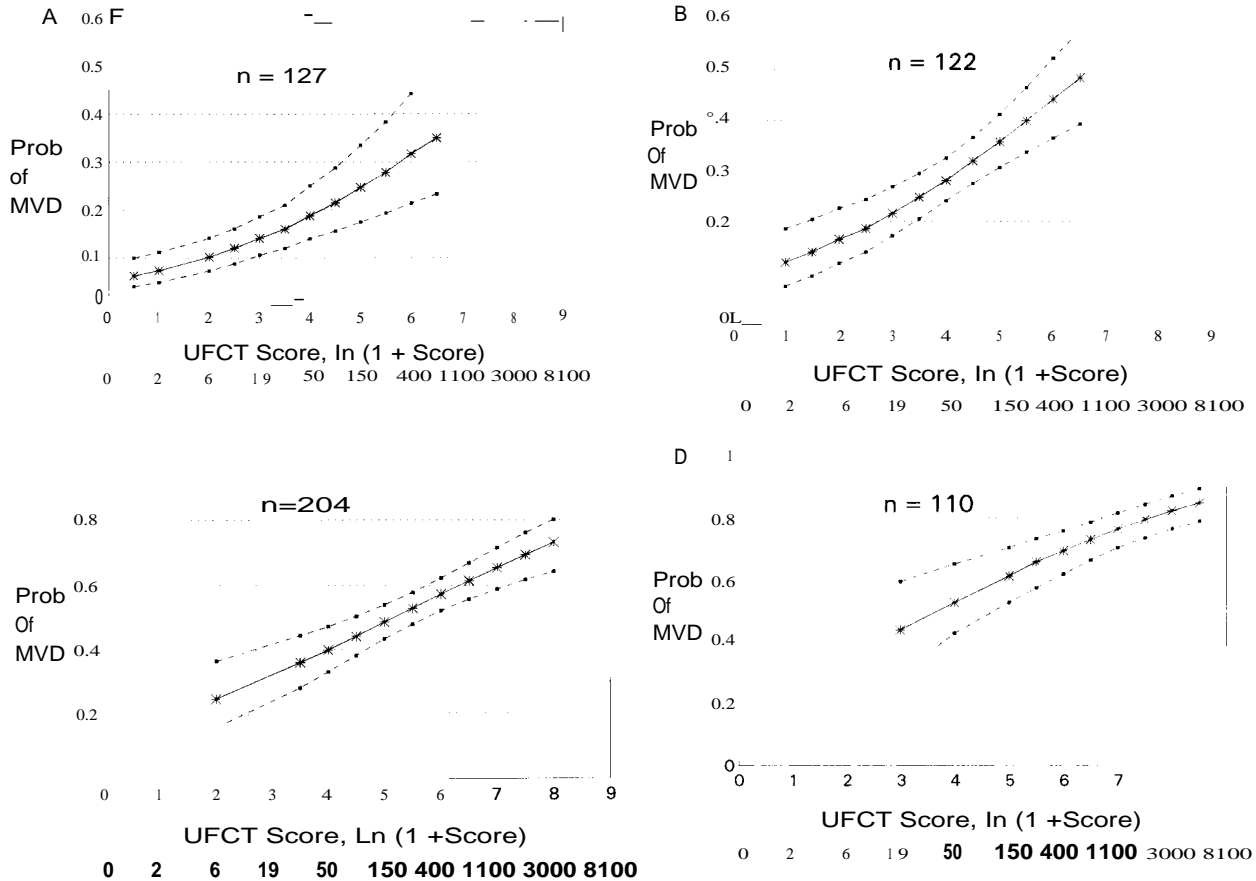 A F
0.6
0.5
n = 127
0.4
Prob
of
MVD
0.3
0.2
0.1
0
0 1 2 3 4 5 6 7 8 9
UFCT Score, In (1 + Score)
0 2 6 19 50 150 400 1100 3000 8100
B
0.6
0.5
n = 122
0.4
Prob
Of
MVD
0.3
0.2
0L
0 1 2 3 4 5 6 7 8 9
UFCT Score, In (1 +Score)
0 2 6 19 50 150 400 1100 3000 8100
n=204
0.8
0.6
Prob
Of
MVD
0.4
0.2
0 1 2 3 4 5 6 7 8 9
UFCT Score, Ln (1 +Score)
0 2 6 19 50 150 400 1100 3000 8100
D
1
n = 110
0.8
Prob
Of
MVD
0.6
0.4
0.2
0
0 1 2 3 4 5 6 7
UFCT Score, In (1 +Score)
0 2 6 19 50 150 400 1100 3000 8100